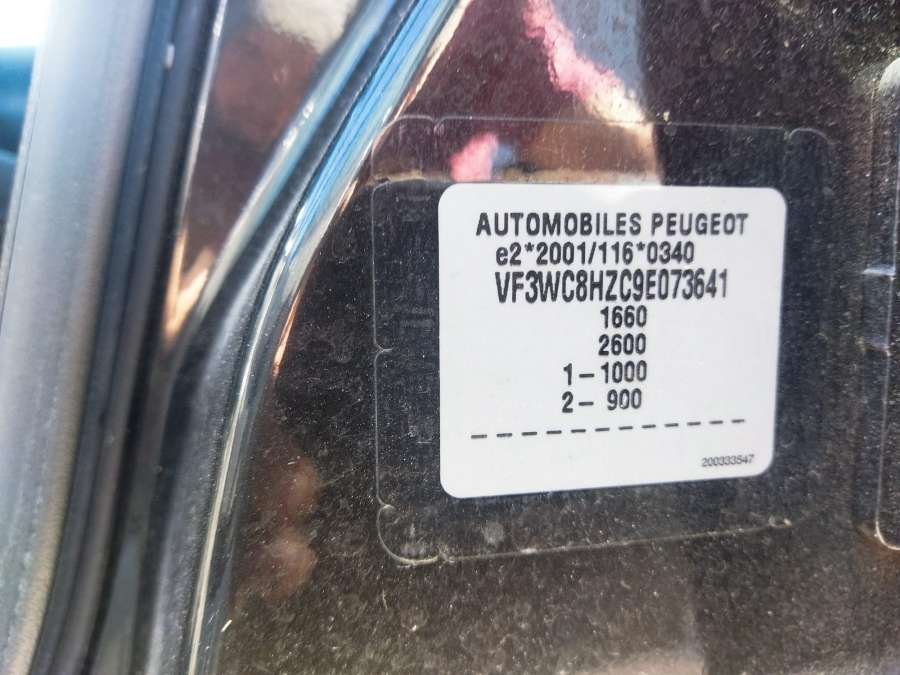 AUTOMOBILES PEUGEOT
e2*2001/116*0340
VF3WC8HZC9E073641
1660
2600
1-1000
2- 900
200333547